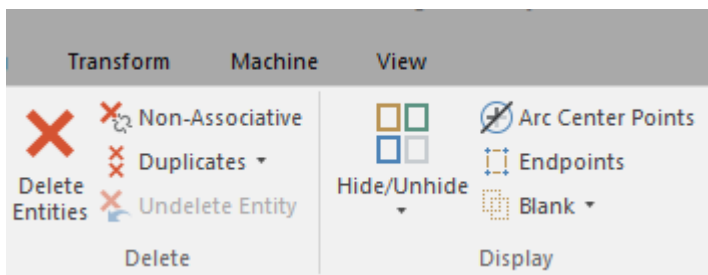 Transform Machine View
Non-Associative
Duplicates
Delete
Entities
Undelete Entity
Delete
Hide/Unhide
Arc Center Points
Endpoints
Blank
Display